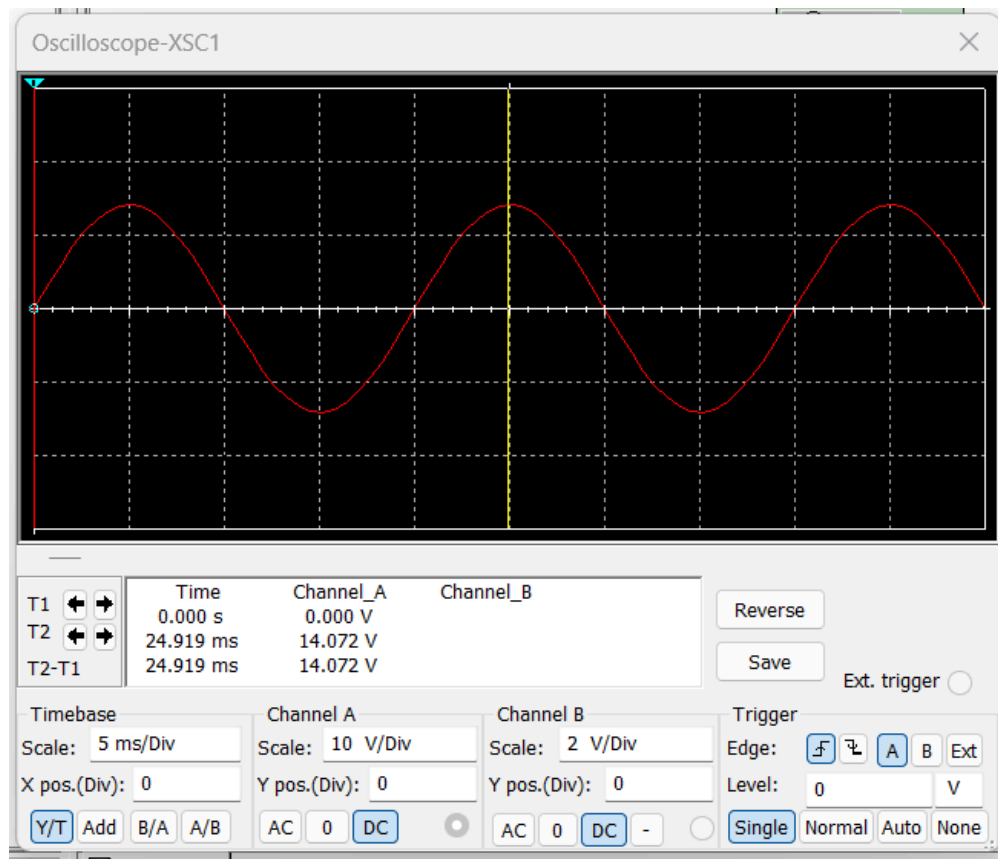 Oscilloscope-XSC1
Time Channel_A Channel_B
T1 0.000 s 0.000 V
T2 24.919 ms 14.072 V
T2-T1 24.919 ms 14.072 V
Reverse
Save
Ext. trigger
Timebase
Scale: 5 ms/Div
X pos.(Div): 0
Y/T Add B/A A/B
Channel A
Scale: 10 V/Div
Y pos.(Div): 0
AC 0 DC
Channel B
Scale: 2 V/Div
Y pos.(Div): 0
AC 0 DC -
Trigger
Edge: A B Ext
Level: 0 V
Single Normal Auto None